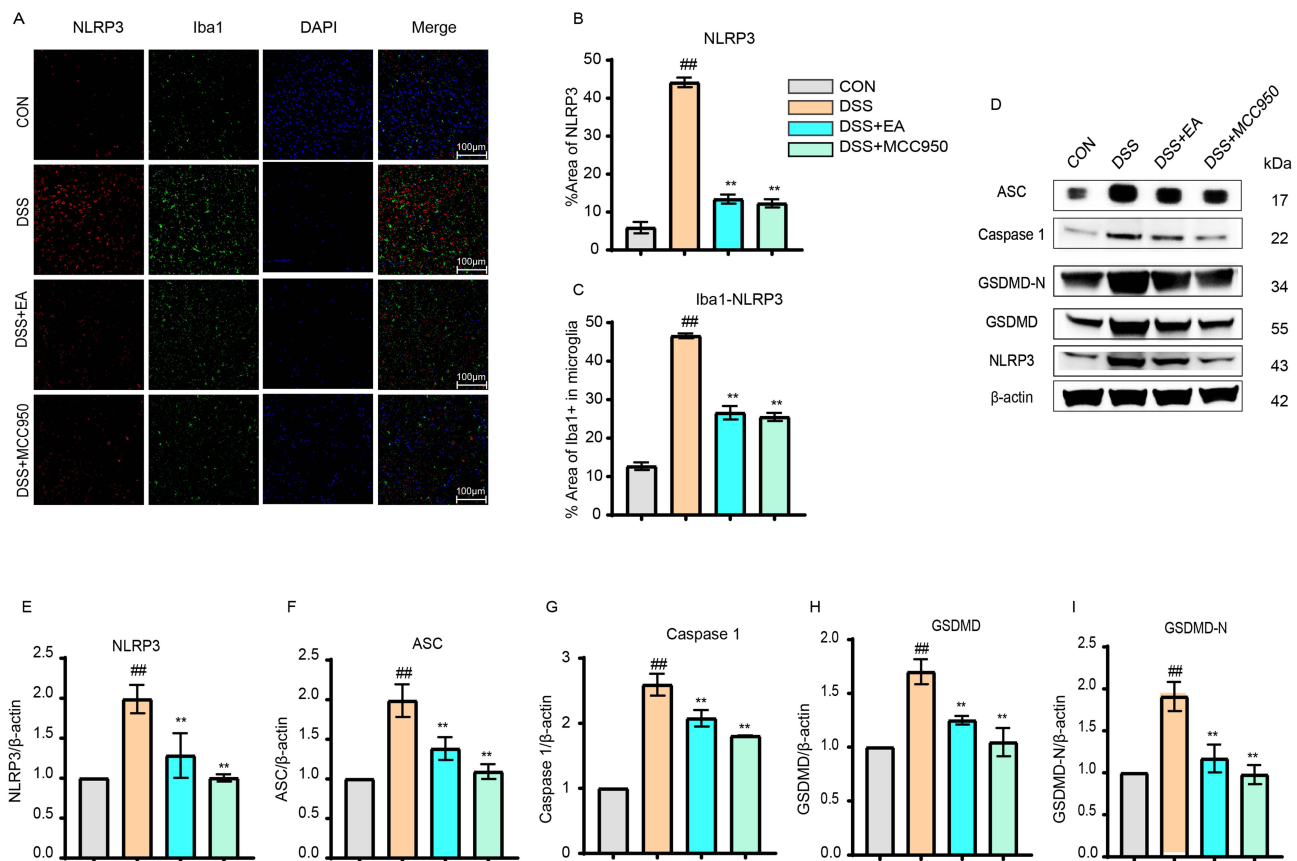 A
NLRP3 Iba1 DAPI Merge
CON
100μm
DSS
100μm
DSS+EA
100μm
DSS+MCC950
100μm
B
NLRP3
%Area of NLRP3
50
40
30
20
10
0
##
**
**
CON
DSS
DSS+EA
DSS+MCC950
C
Iba1-NLRP3
% Area of Iba1+ in microglia
50
40
30
20
10
0
##
**
**
D
CON DSS DSS+EA DSS+MCC950 kDa
ASC 17
Caspase 1 22
GSDMD-N 34
GSDMD 55
NLRP3 43
β-actin 42
E
NLRP3
NLRP3/β-actin
2.5
2.0
1.5
1.0
0.5
0.0
##
**
**
F
ASC
ASC/β-actin
2.5
2.0
1.5
1.0
0.5
0.0
##
**
**
G
Caspase 1
Caspase 1/β-actin
3
2
1
0
##
**
**
H
GSDMD
GSDMD/β-actin
2.0
1.5
1.0
0.5
0.0
##
**
**
I
GSDMD-N
GSDMD-N/β-actin
2.5
2.0
1.5
1.0
0.5
0.0
##
**
**